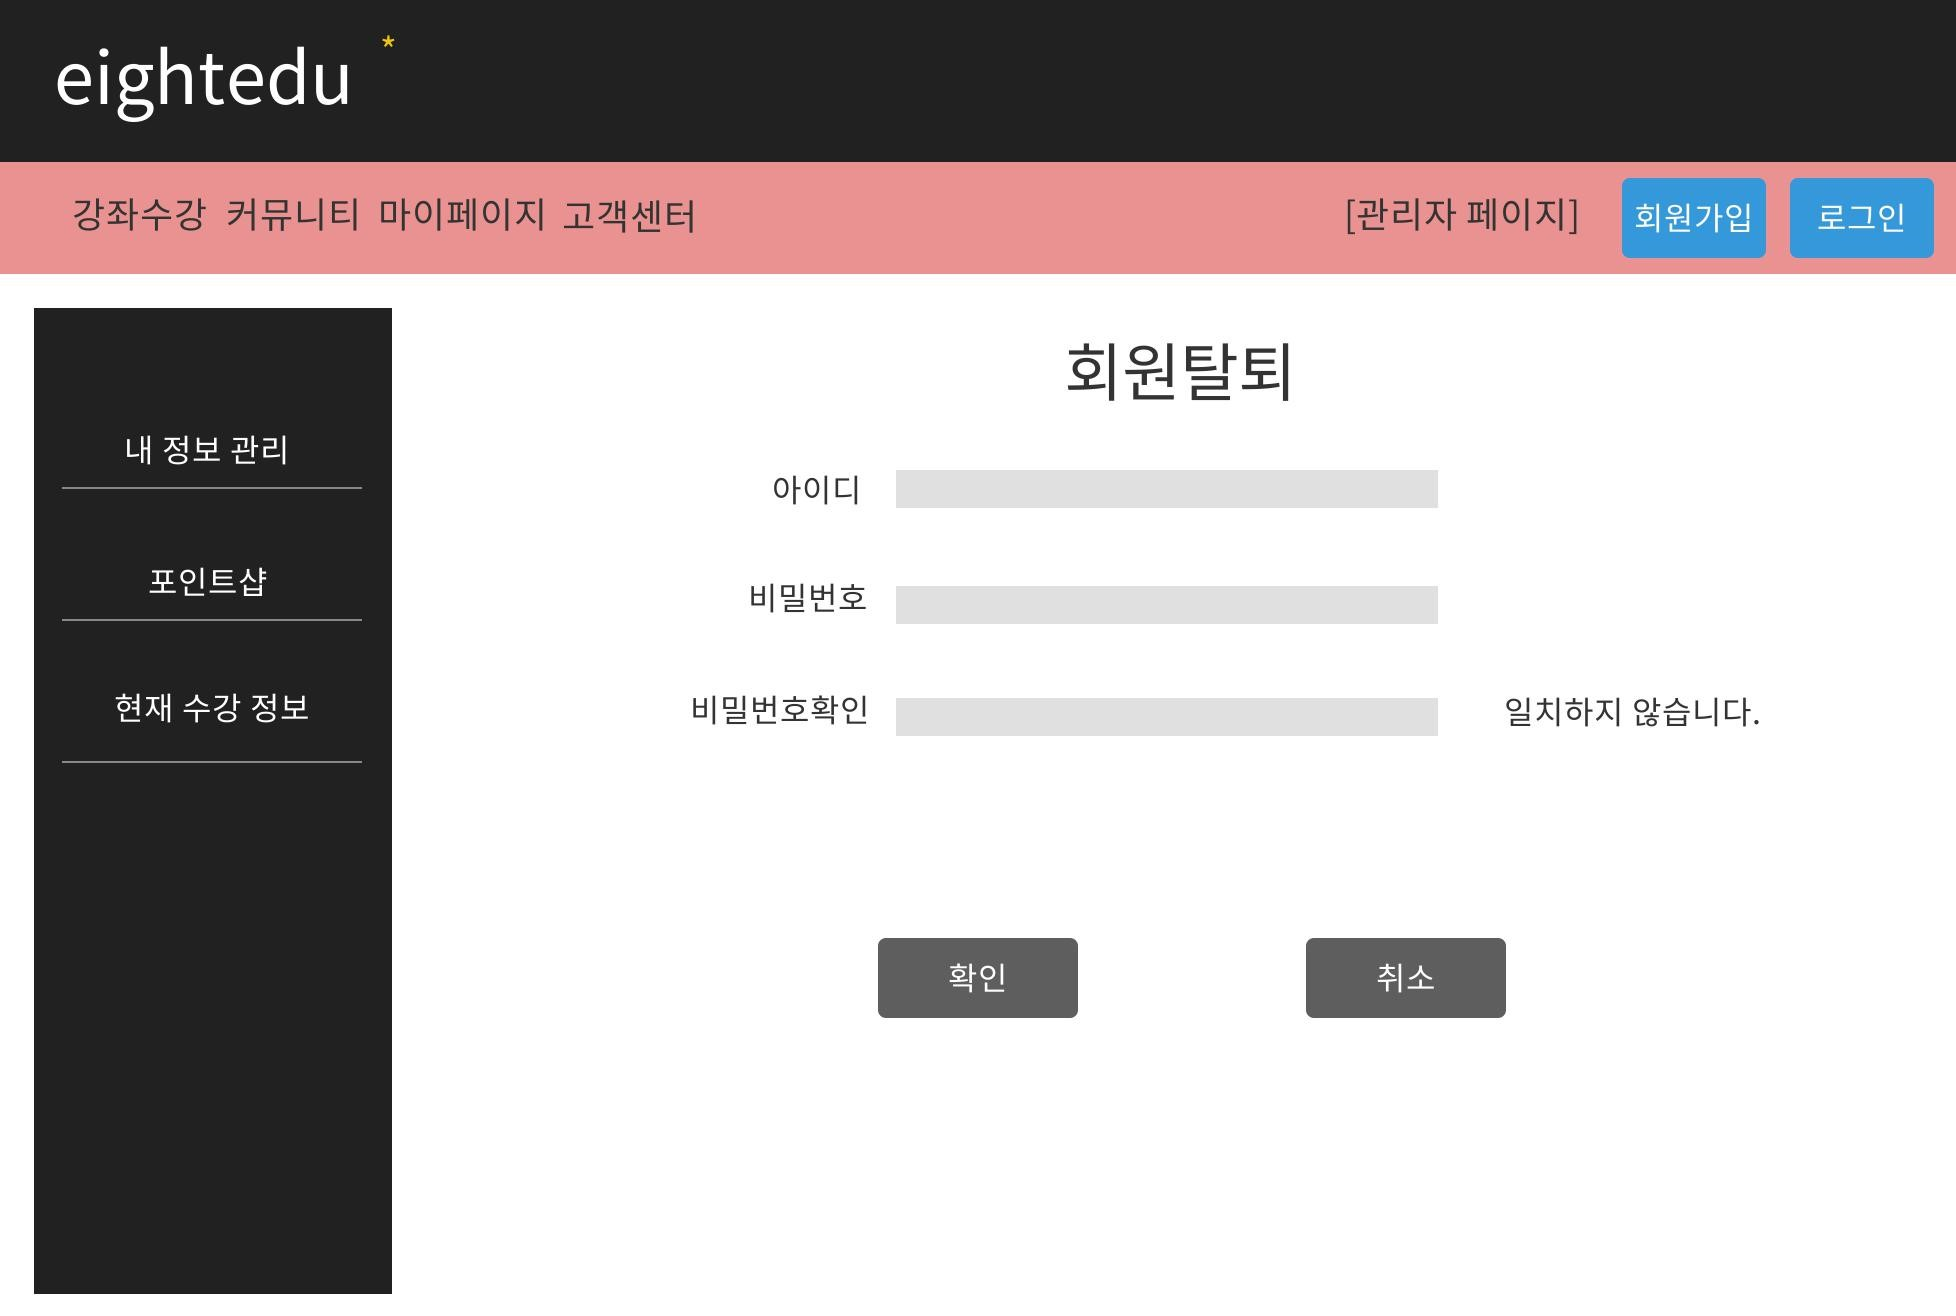 eightedu *
강좌수강 커뮤니티 마이페이지 고객센터 [관리자 페이지] 회원가입 로그인
내 정보 관리
포인트샵
현재 수강 정보
회원탈퇴
아이디
비밀번호
비밀번호확인 일치하지 않습니다.
확인 취소